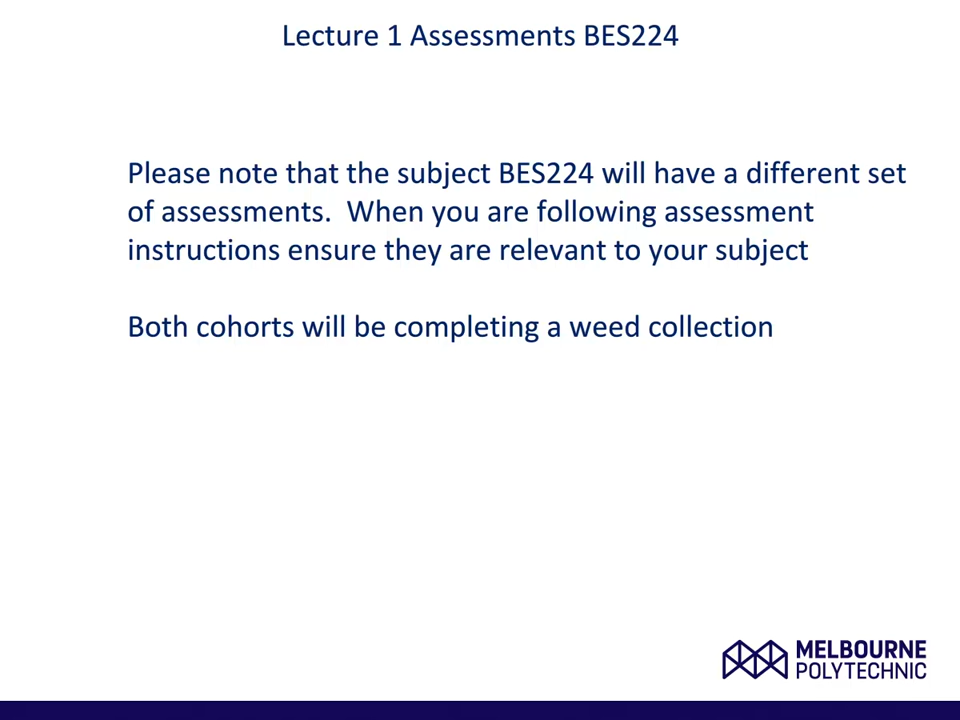 Lecture 1 Assessments BES224
Please note that the subject BES224 will have a different set
of assessments.  When you are following assessment
instructions ensure they are relevant to your subject
Both cohorts will be completing a weed collection
MELBOURNE
POLYTECHNIC